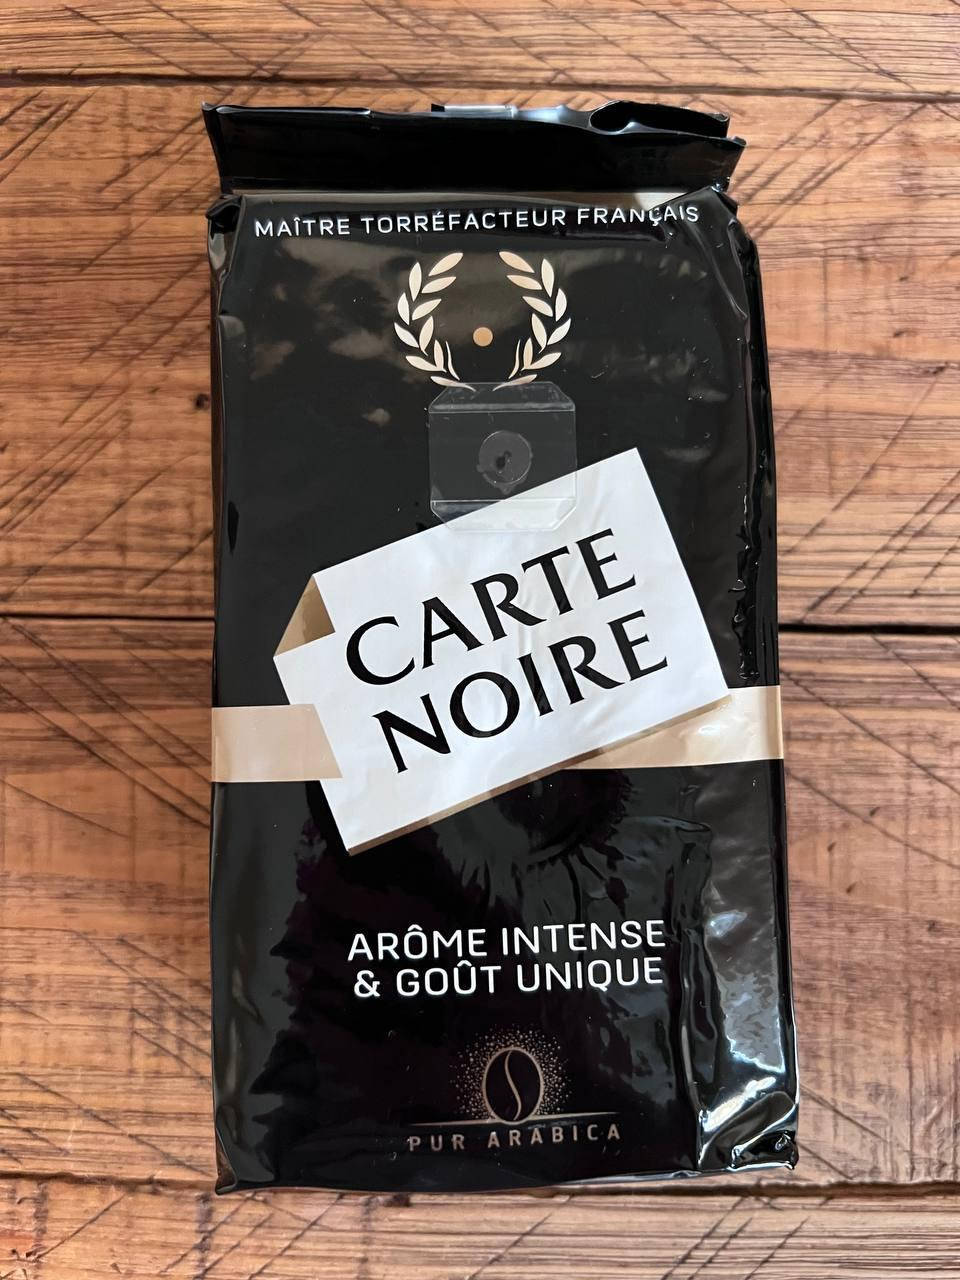 MAÎTRE TORRÉFACTEUR FRANÇAIS
CARTE
NOIRE
ARÔME INTENSE
& GOÛT UNIQUE
PUR ARABICA